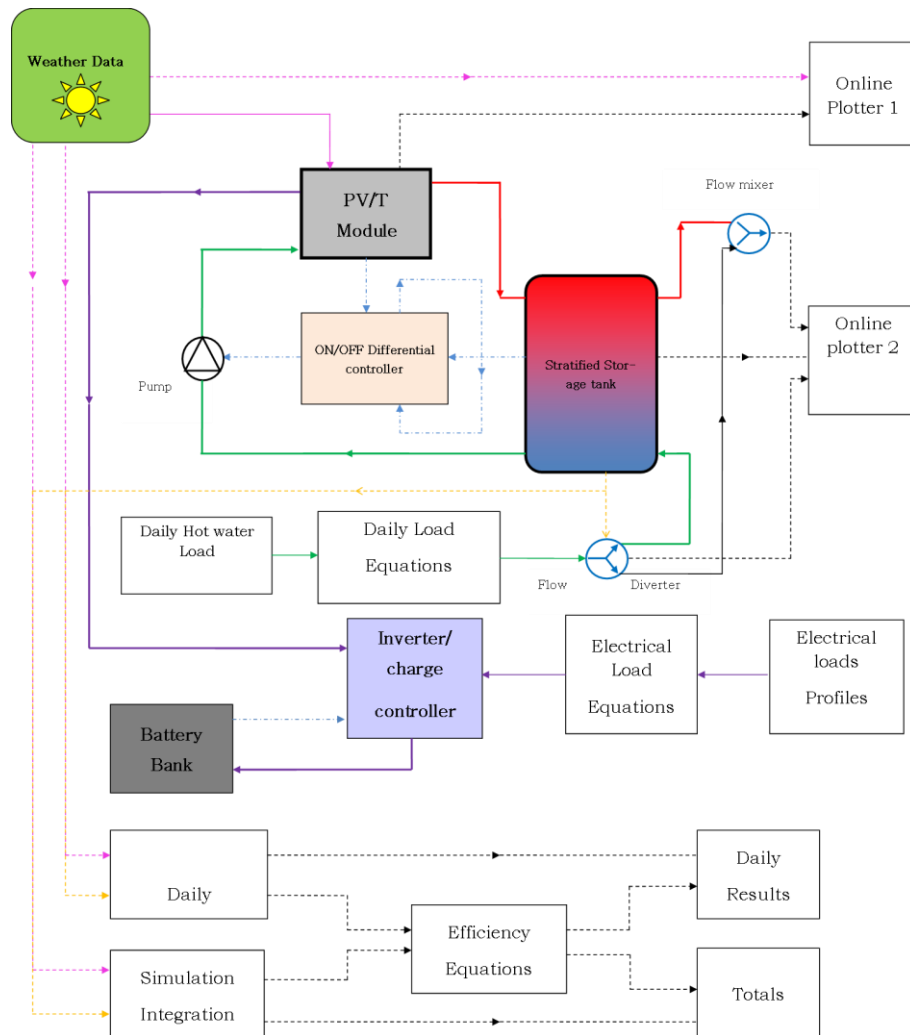 Weather Data
Online
Plotter 1
PV/T
Module
Flow mixer
ON/OFF Differential
controller
Pump
Stratified Stor-
age tank
Online
plotter 2
Daily Hot water
Load
Daily Load
Equations
Flow
Diverter
Inverter/
charge
controller
Electrical
Load
Equations
Electrical
loads
Profiles
Battery
Bank
Daily
Daily
Results
Efficiency
Equations
Simulation
Integration
Totals